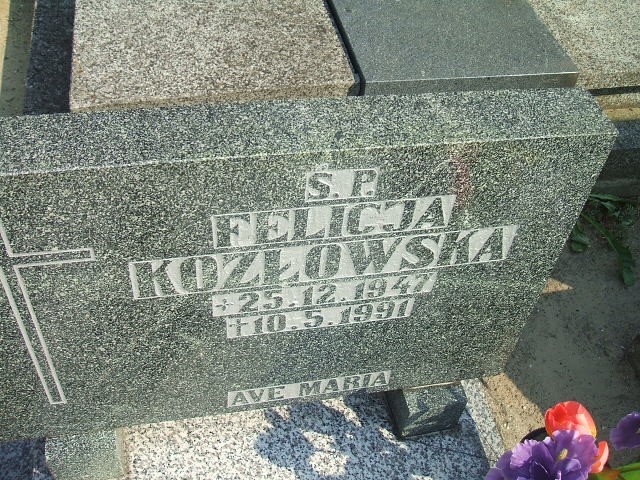 Ś. P.
FELICJA
KOZŁOWSKA
* 25. 12. 1947
+ 10. 5. 1991
AVE MARIA